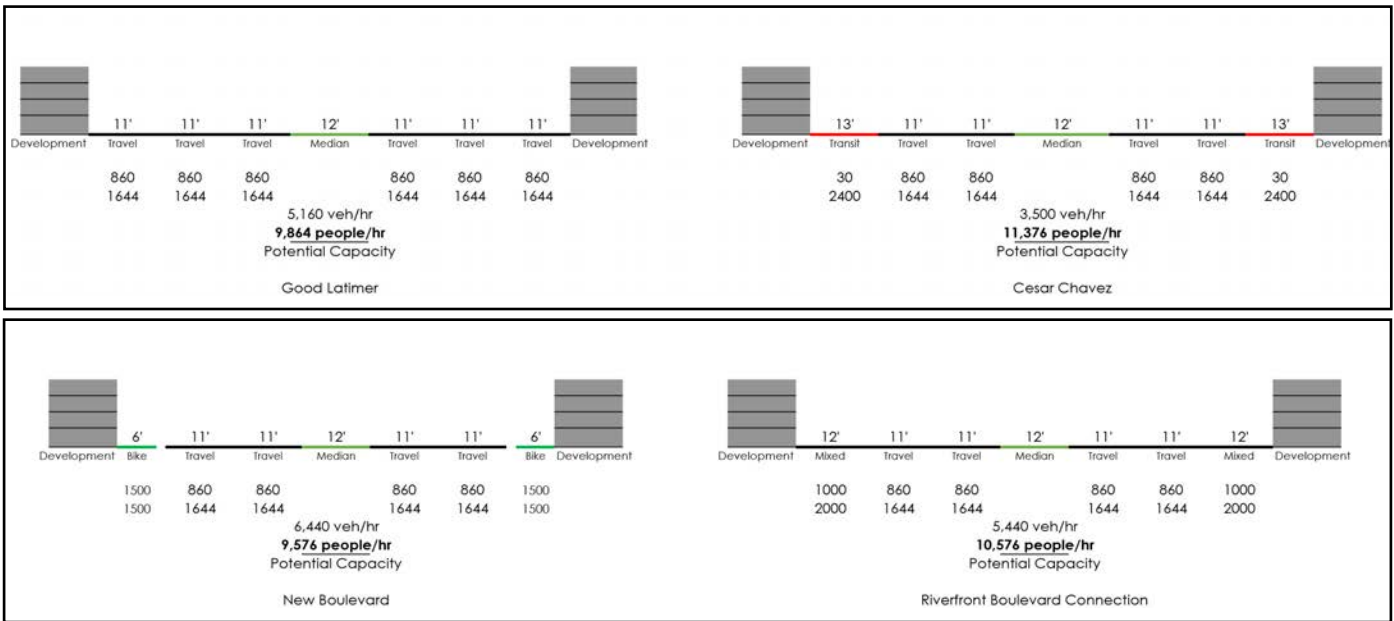 11' 11' 11' 12' 11' 11' 11'
Development Travel Travel Travel Median Travel Travel Travel Development
860 860 860 860 860 860
1644 1644 1644 1644 1644 1644
5,160 veh/hr
9,864 people/hr
Potential Capacity
Good Latimer
13' 11' 11' 12' 11' 11' 13'
Development Transit Travel Travel Median Travel Travel Transit Development
30 860 860 860 860 30
2400 1644 1644 1644 1644 2400
3,500 veh/hr
11,376 people/hr
Potential Capacity
Cesar Chavez
6' 11' 11' 12' 11' 11' 6'
Development Bike Travel Travel Median Travel Travel Bike Development
1500 860 860 860 860 1500
1500 1644 1644 1644 1644 1500
6,440 veh/hr
9,576 people/hr
Potential Capacity
New Boulevard
12' 11' 11' 12' 11' 11' 12'
Development Mixed Travel Travel Median Travel Travel Mixed Development
1000 860 860 860 860 1000
2000 1644 1644 1644 1644 2000
5,440 veh/hr
10,576 people/hr
Potential Capacity
Riverfront Boulevard Connection